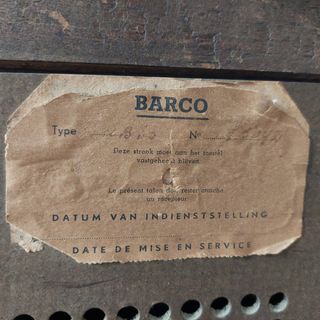 BARCO
Type N°
Deze strook moet aan het toestel
vastgehecht blijven
Le présent talon doit rester attaché
au récepteur
DATUM VAN INDIENSTSTELLING
DATE DE MISE EN SERVICE